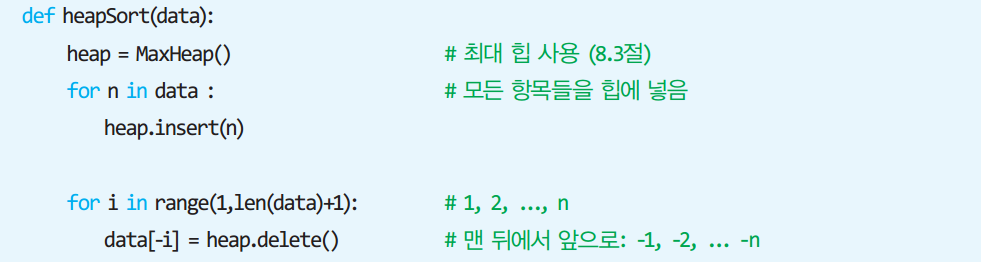 def heapSort(data):
heap = MaxHeap() # 최대 힙 사용 (8.3절)
for n in data : # 모든 항목들을 힙에 넣음
heap.insert(n)
for i in range(1,len(data)+1): # 1, 2, …, n
data[-i] = heap.delete() # 맨 뒤에서 앞으로: -1, -2, … -n